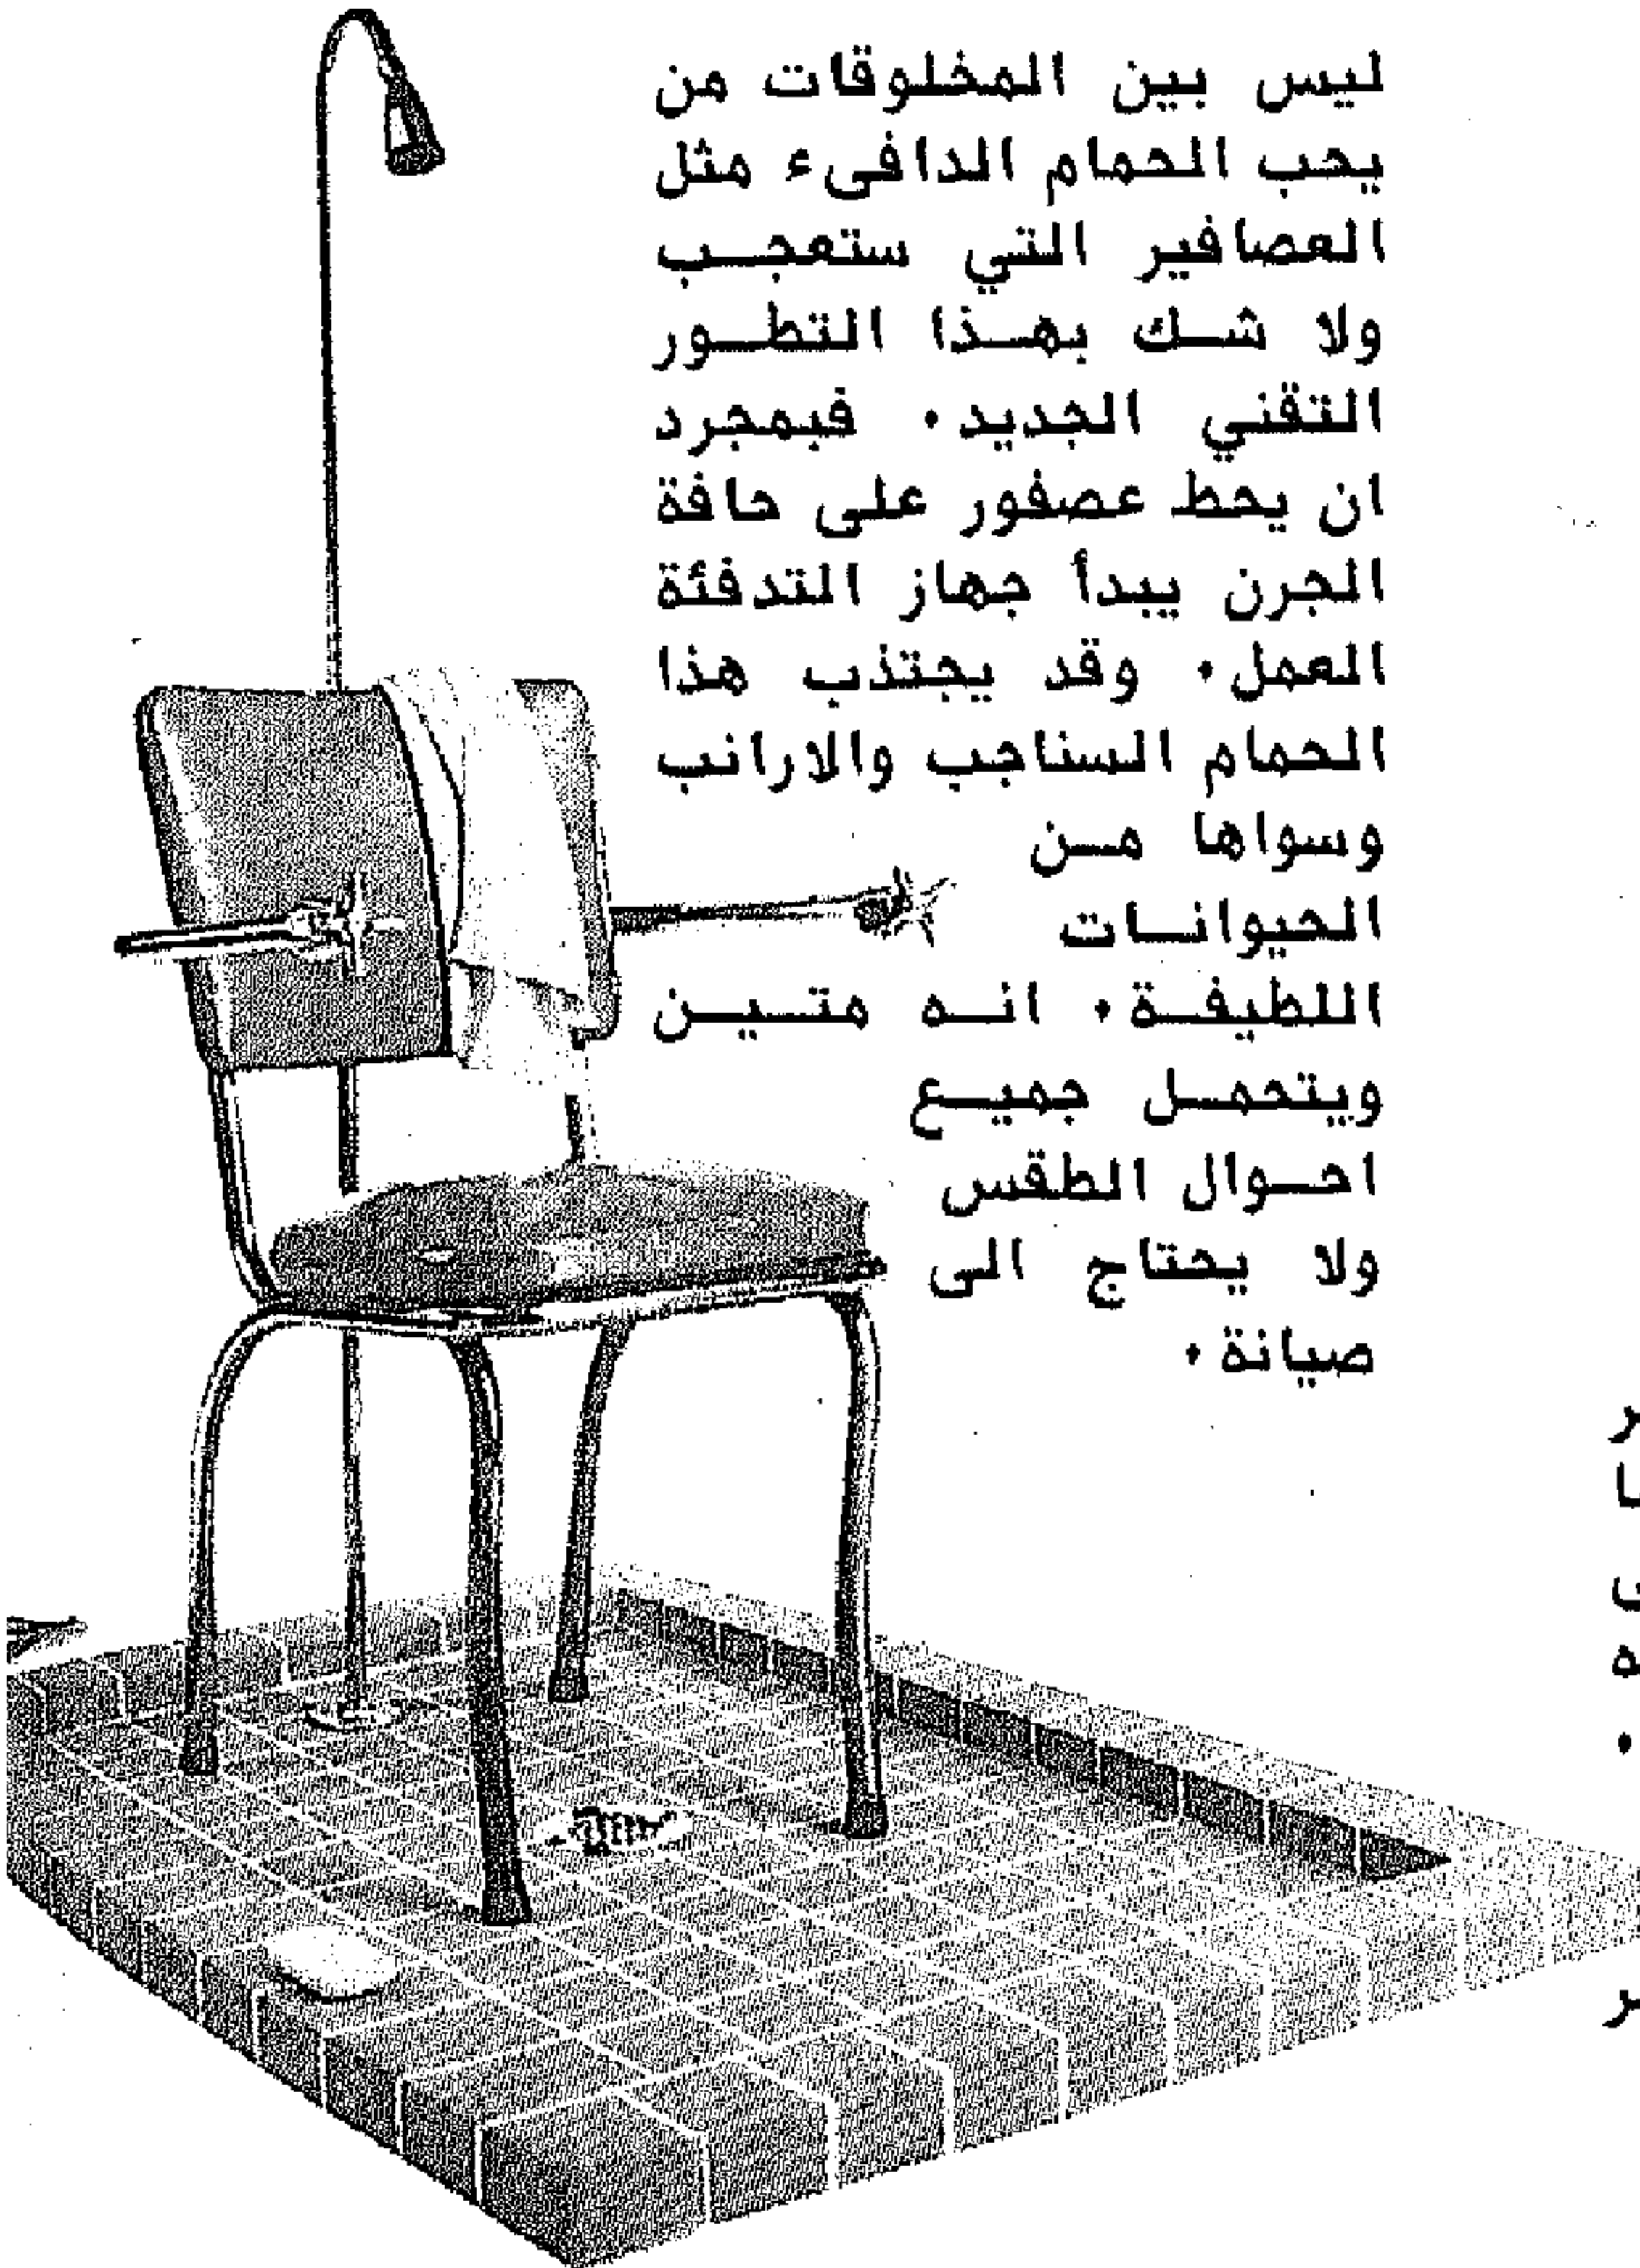 ليس بين المخلوقات من
يحب الحمام الدافىء مثل
العصافير التي ستعجب
ولا شك بهذا التطور
التقني الجديد. فبمجرد
ان يحط عصفور على حافة
الجرن يبدأ جهاز التدفئة
العمل. وقد يجتذب هذا
الحمام السناجب والارانب
وسواها من
الحيوانات
اللطيفة. انه متين
ويتحمل جميع
احوال الطقس
ولا يحتاج الى
صيانة.